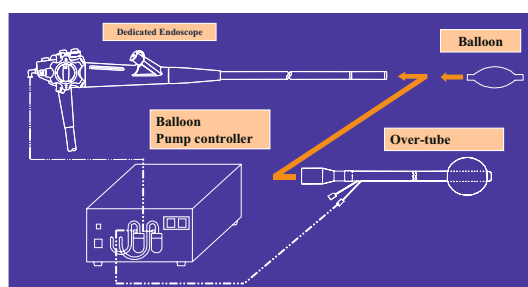 Dedicated Endoscope
Balloon
Balloon
Pump controller
Over-tube